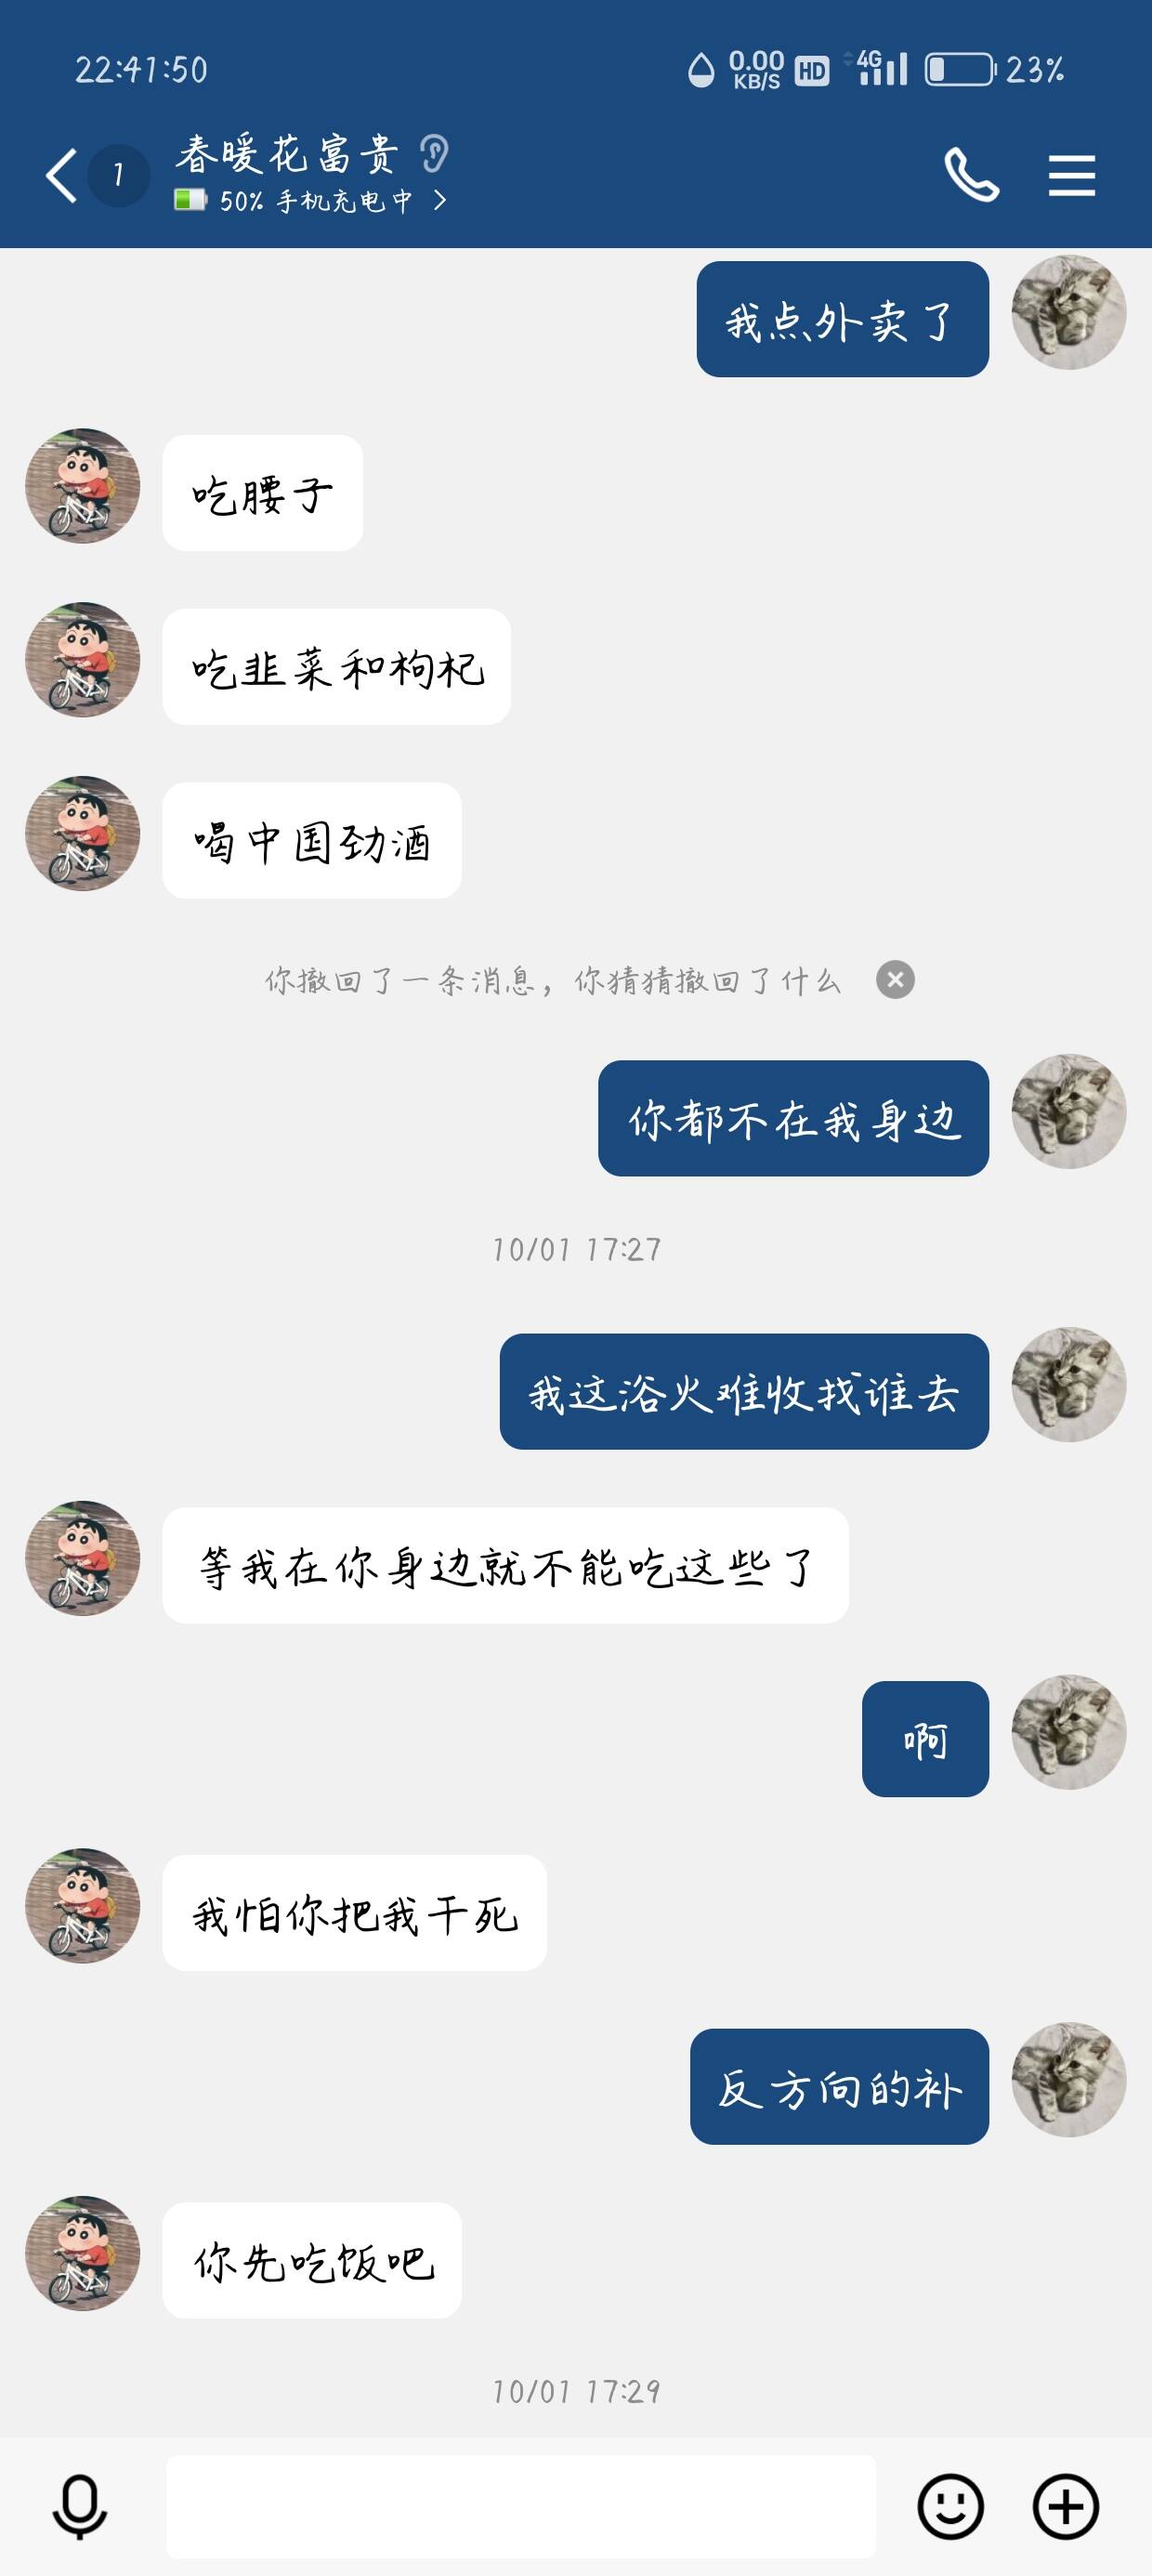 22:41:50
0.00
KB/S
HD
4G
23%
1
春暖花富贵
50% 手机充电中
我点外卖了
吃腰子
吃韭菜和枸杞
喝中国劲酒
你撤回了一条消息，你猜猜撤回了什么
你都不在我身边
10/01 17:27
我这浴火难收找谁去
等我在你身边就不能吃这些了
啊
我怕你把我干死
反方向的补
你先吃饭吧
10/01 17:29